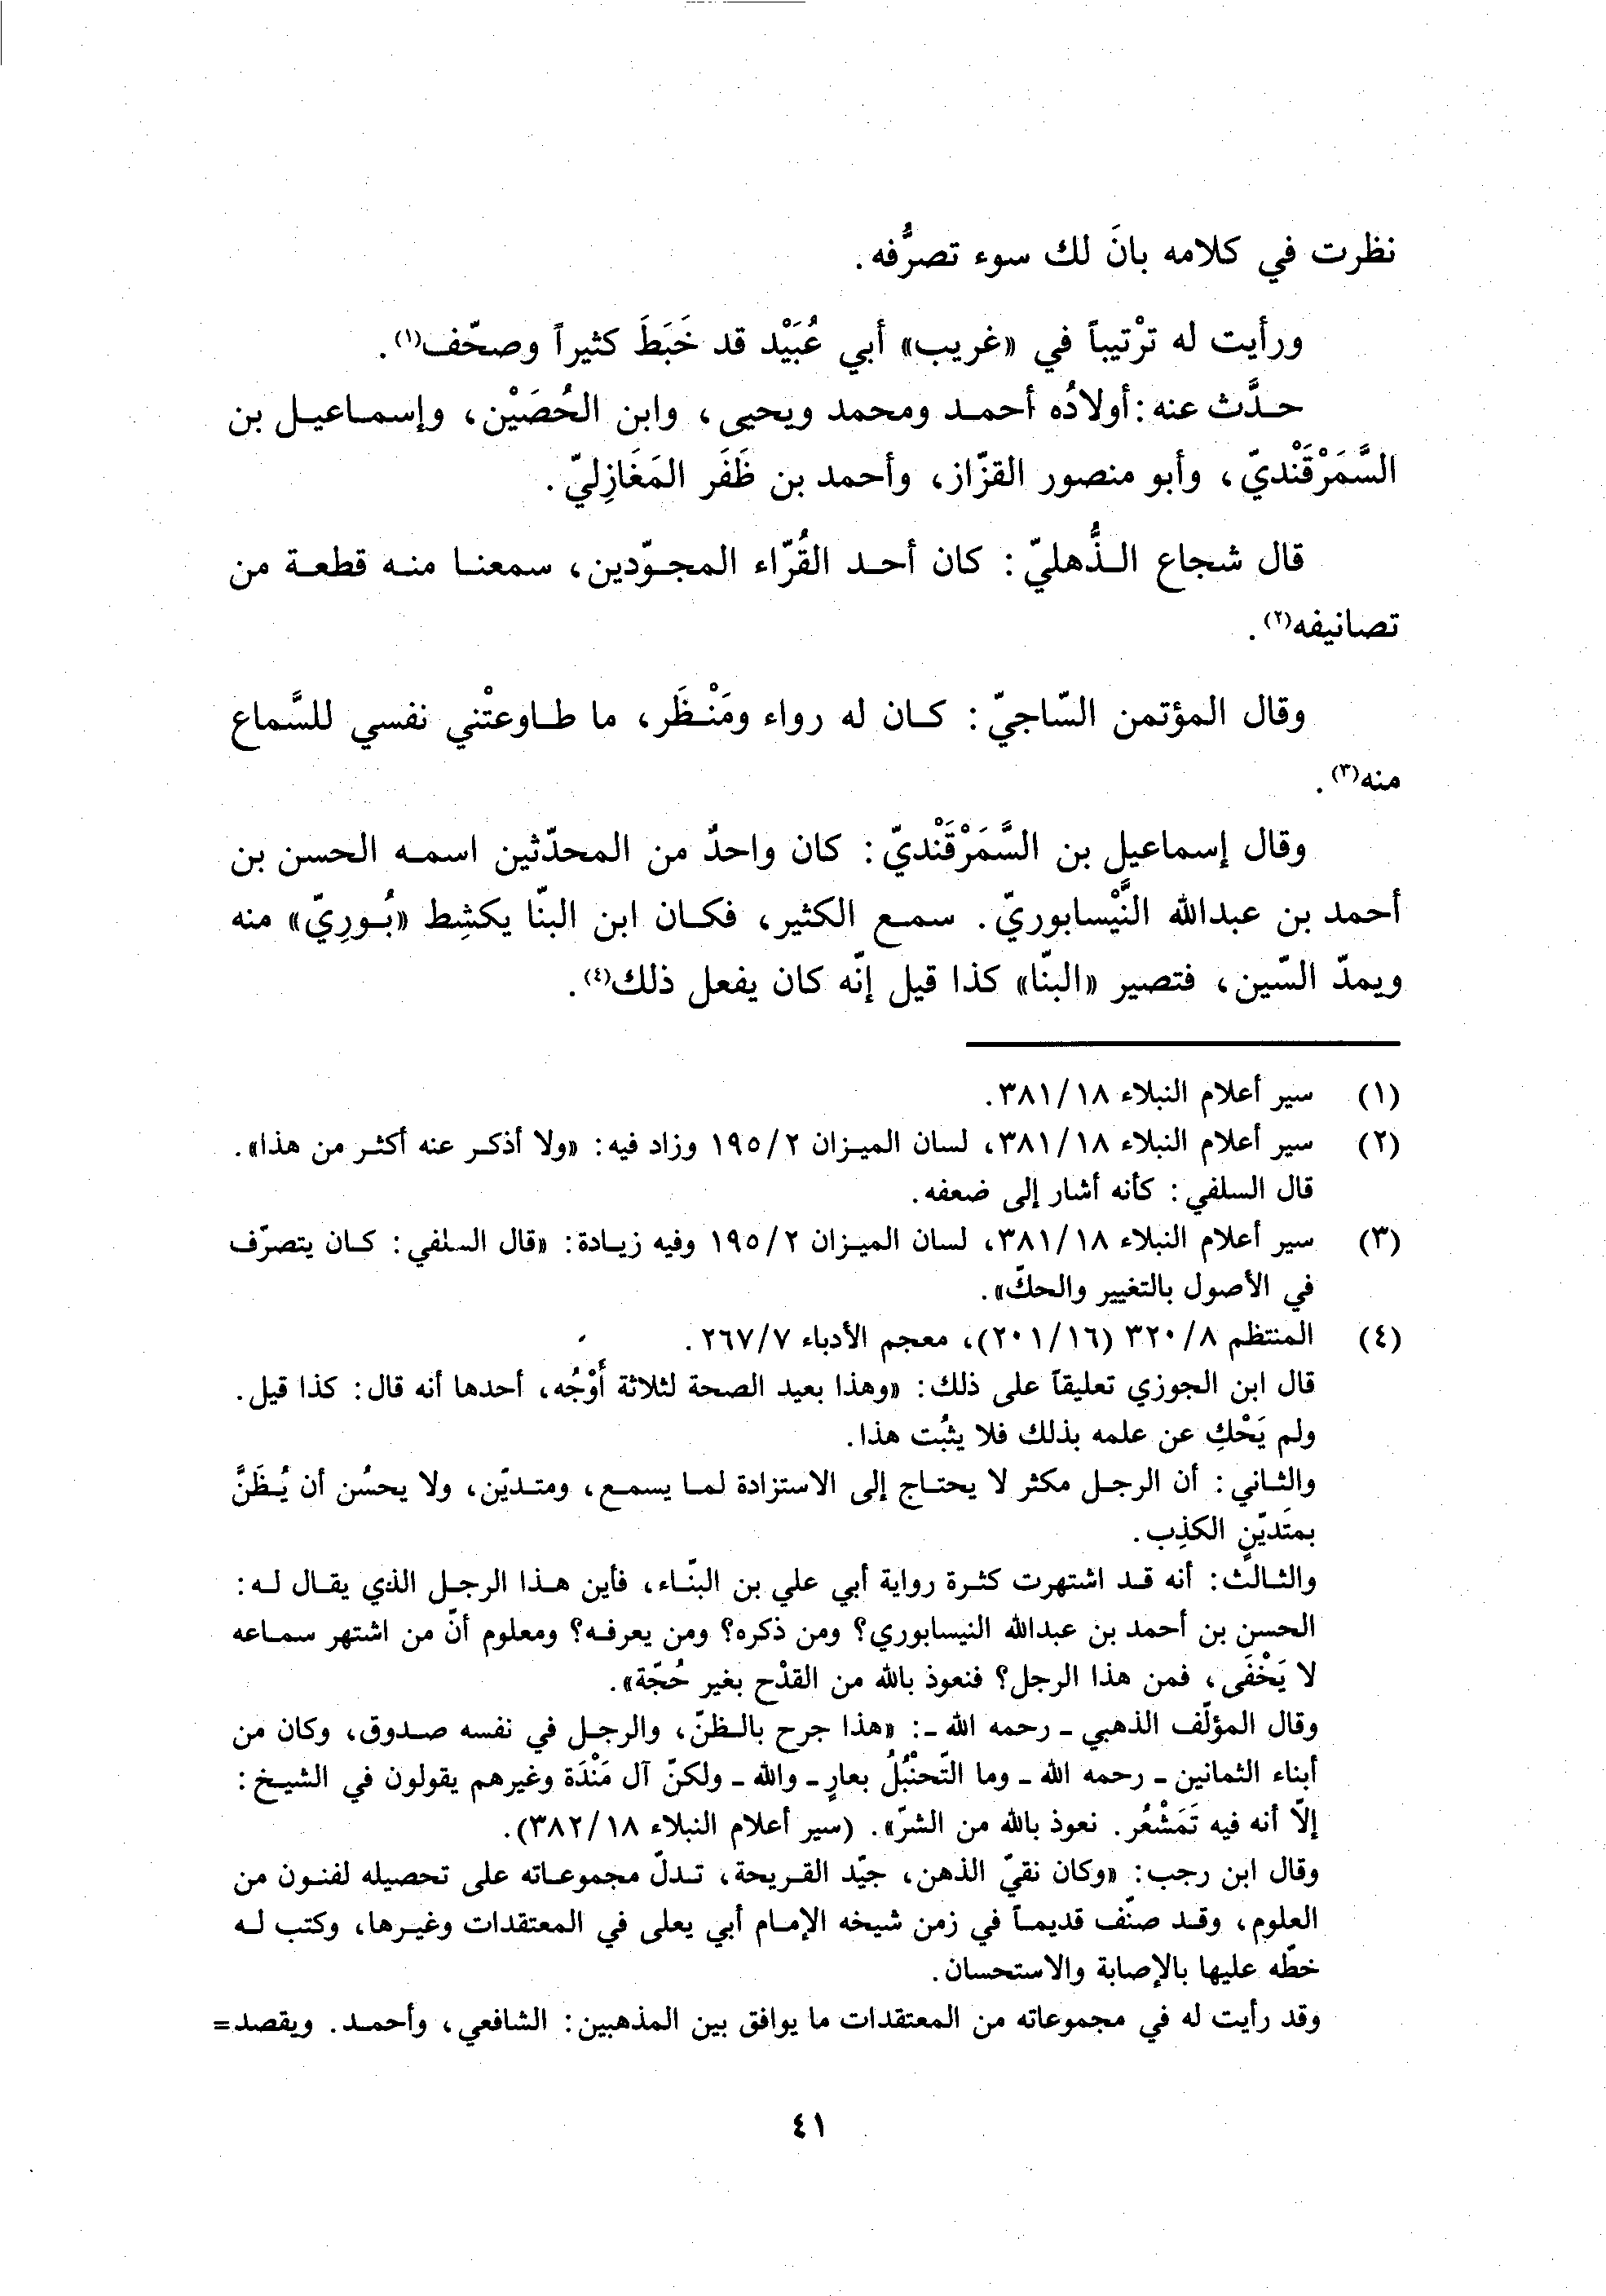 نظرت في كلامه بانَ لك سوء تصرُّفه.
ورأيت له ترْتيباً في «غريب» أبي عُبَيْد قد خَبَطَ كثيراً وصحّف(١).
حدَّث عنه: أولادُه أحمد ومحمد ويحيى، وابن الحُصَيْن، وإسماعيل بن
السَّمَرْقَنْديّ، وأبو منصور القزّاز، وأحمد بن ظَفَر المَغَازِليّ.
قال شجاع الذُّهليّ: كان أحد القُرّاء المجوّدين، سمعنا منه قطعة من
تصانيفه(٢).
وقال المؤتمن السّاجيّ: كان له رواء ومَنْظَر، ما طاوعتْني نفسي للسَّماع
منه(٣).
وقال إسماعيل بن السَّمَرْقَنْديّ: كان واحدٌ من المحدّثين اسمه الحسن بن
أحمد بن عبدالله النَّيْسابوريّ. سمع الكثير، فكان ابن البنّا يكشِط «بُورِيّ» منه
ويمدّ السّين، فتصير «البنّا» كذا قيل إنّه كان يفعل ذلك(٤).
(١) سير أعلام النبلاء ٣٨١/١٨.
(٢) سير أعلام النبلاء ٣٨١/١٨، لسان الميزان ١٩٥/٢ وزاد فيه: «ولا أذكر عنه أكثر من هذا».
قال السلفي: كأنه أشار إلى ضعفه.
(٣) سير أعلام النبلاء ٣٨١/١٨، لسان الميزان ١٩٥/٢ وفيه زيادة: «قال السلفي: كان يتصرّف
في الأصول بالتغيير والحكّ».
(٤) المنتظم ٣٢٠/٨ (٢٠١/١٦)، معجم الأدباء ٢٦٧/٧.
قال ابن الجوزي تعليقاً على ذلك: «وهذا بعيد الصحة لثلاثة أوْجُه، أحدها أنه قال: كذا قيل.
ولم يَحْكِ عن علمه بذلك فلا يثبُت هذا.
والثاني: أن الرجل مكثر لا يحتاج إلى الاستزادة لما يسمع، ومتديّن، ولا يحسُن أن يُظَنَّ
بمتَديّنٍ الكذِب.
والثالث: أنه قد اشتهرت كثرة رواية أبي علي بن البنّاء، فأين هذا الرجل الذي يقال له:
الحسن بن أحمد بن عبدالله النيسابوري؟ ومن ذكره؟ ومن يعرفه؟ ومعلوم أنّ من اشتهر سماعه
لا يَخْفَى، فمن هذا الرجل؟ فنعوذ بالله من القدْح بغير حُجّة».
وقال المؤلّف الذهبي - رحمه الله -: «هذا جرح بالظنّ، والرجل في نفسه صدوق، وكان من
أبناء الثمانين - رحمه الله - وما التّحنْبُلُ بعارٍ - والله - ولكنّ آل مَنْدَة وغيرهم يقولون في الشيخ:
إلّا أنه فيه تَمَشْعُر. نعوذ بالله من الشرّ». (سير أعلام النبلاء ٣٨٢/١٨).
وقال ابن رجب: «وكان نقيّ الذهن، جيّد القريحة، تدلّ مجموعاته على تحصيله لفنون من
العلوم، وقد صنّف قديماً في زمن شيخه الإمام أبي يعلى في المعتقدات وغيرها، وكتب له
خطّه عليها بالإصابة والاستحسان.
وقد رأيت له في مجموعاته من المعتقدات ما يوافق بين المذهبين: الشافعي، وأحمد. ويقصد=
٤١